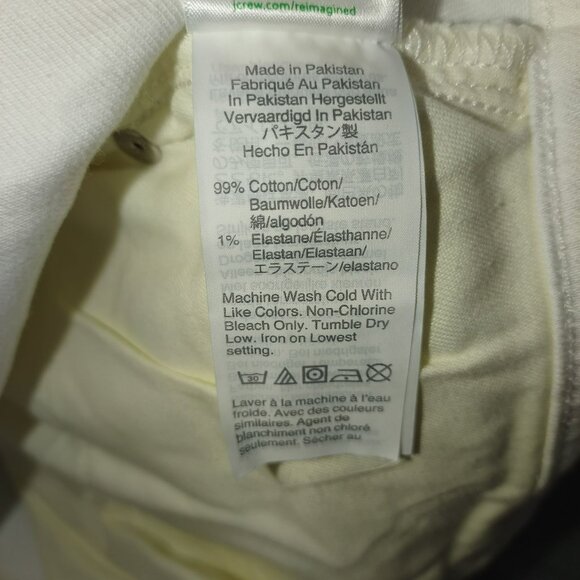 jcrew.com/reimagined
Made in Pakistan
Fabriqué Au Pakistan
In Pakistan Hergestellt
Vervaardigd In Pakistan
パキスタン製
Hecho En Pakistán
99% Cotton/Coton/
Baumwolle/Katoen/
綿/algodón
1% Elastane/Élasthanne/
Elastan/Elastaan/
エラステーン/elastano
Machine Wash Cold With
Like Colors. Non-Chlorine
Bleach Only. Tumble Dry
Low. Iron on Lowest
setting.
30
Laver à la machine à l'eau
froide. Avec des couleurs
similaires. Agent de
blanchiment non chloré
seulement. Sécher au